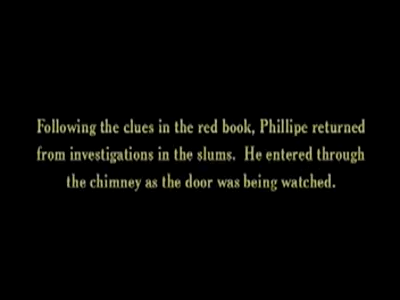 Following the clues in the red book, Phillipe returned
from investigations in the slums. He entered through
the chimney as the door was being watched.